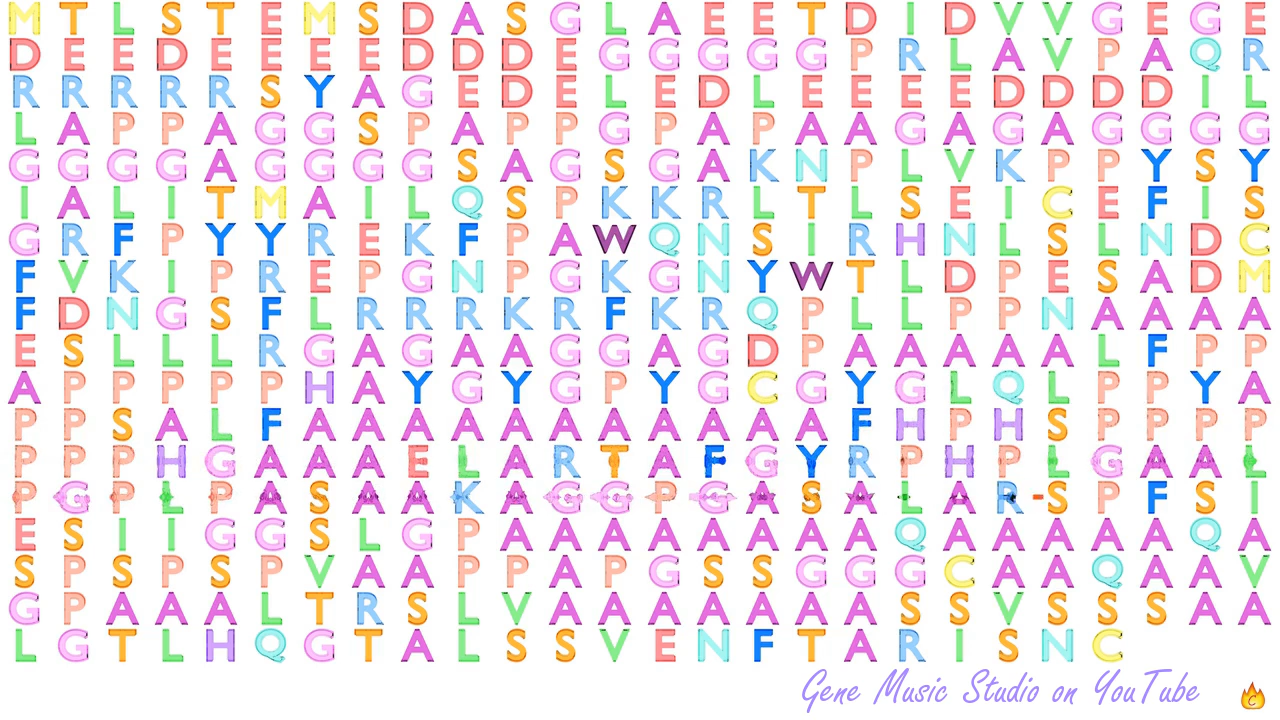 MTLSTEMSDASGLAEETDIDVVGEGE
DEEDEEEEDDDEGGGGGPRLAVPAQR
RRRRRSYAGEDELEDLEEEEDDDDIL
LAPPAGGSPAPPGPAPAAGAGAGGGG
GGGGAGGGGSAGSGAKNPLVKPPYSY
IALITMAILQSPKKRLTLSEICEFIS
GRFPYYREKFPAWQNSIRHNLSLNDC
FVKIPREPGNPGKGNYWTLDPESADM
FDNGSFLRRRKRFKRQPLLPPNAAAA
ESLLLRGAGAAGGAGDPAAAAALFPP
APPPPPHAYGYGPYGCGYGLQLPPYA
PPSALFAAAAAAAAAAAFHPHSPPPP
PPPHGAAAELARTAFGYRPHPLGAAL
PGPLPASAAKAGGPGASALAR-SPFSI
ESIIGGSLGPAAAAAAAAQAAAAAQA
SPSPSPVAAPPAPGSSGGGCAAQAAV
GPAAALTRSLVAAAAAAASSVSSSAA
LGTLHQGTALSSVENFTARISNC
Gene Music Studio on YouTube
C